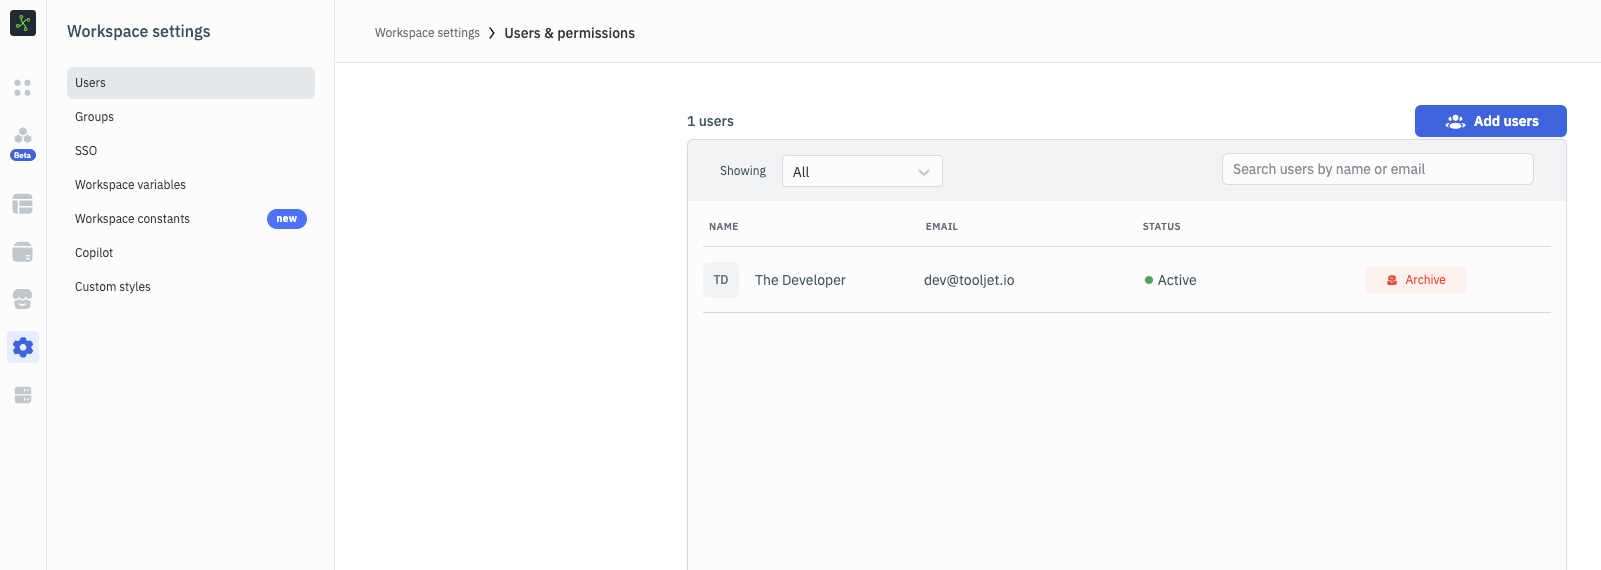 Workspace settings
Workspace settings
Users & permissions
Users
Groups
SSO
Beta
Workspace variables
Workspace constants
new
Copilot
Custom styles
1 users
Add users
Showing
All
Search users by name or email
NAME
EMAIL
STATUS
TD
The Developer
dev@tooljet.io
Active
Archive